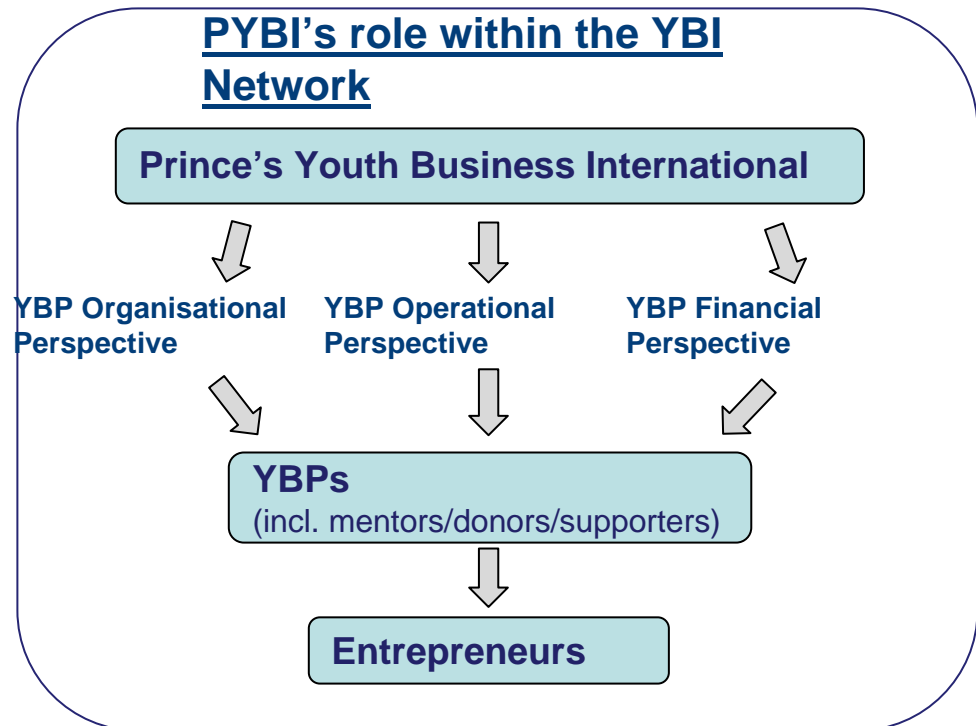 PYBI’s role within the YBI
Network
Prince’s Youth Business International
YBP Organisational
Perspective
YBP Operational
Perspective
YBP Financial
Perspective
YBPs
(incl. mentors/donors/supporters)
Entrepreneurs